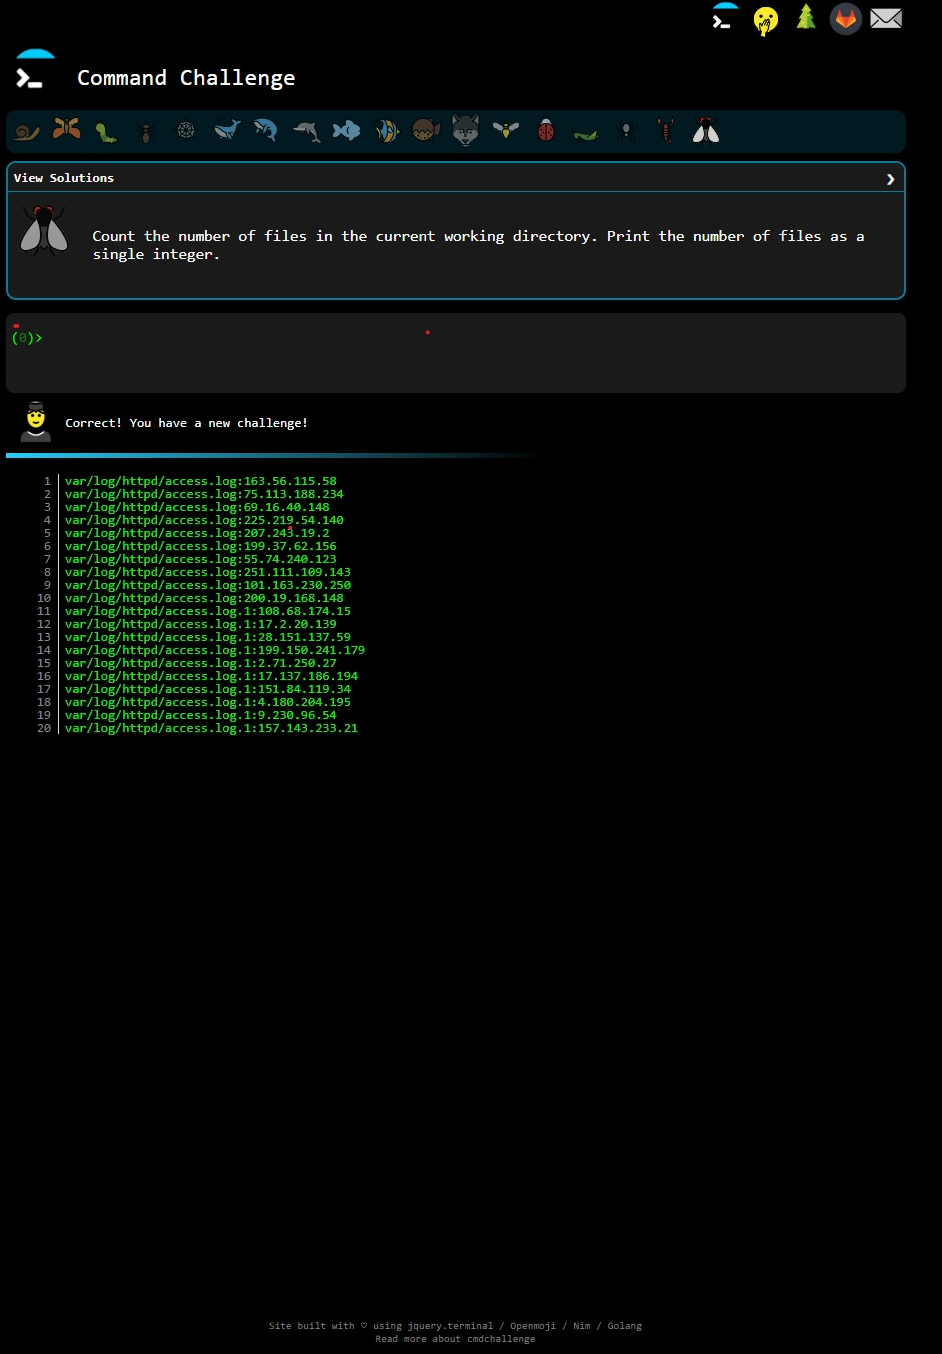 Command Challenge
View Solutions
Count the number of files in the current working directory. Print the number of files as a
single integer.
(0)>
Correct! You have a new challenge!
1 var/log/httpd/access.log:163.56.115.58
2 var/log/httpd/access.log:75.113.188.234
3 var/log/httpd/access.log:69.16.40.148
4 var/log/httpd/access.log:225.219.54.140
5 var/log/httpd/access.log:207.243.19.2
6 var/log/httpd/access.log:199.37.62.156
7 var/log/httpd/access.log:55.74.240.123
8 var/log/httpd/access.log:251.111.109.143
9 var/log/httpd/access.log:101.163.230.250
10 var/log/httpd/access.log:200.19.168.148
11 var/log/httpd/access.log.1:108.68.174.15
12 var/log/httpd/access.log.1:17.2.20.139
13 var/log/httpd/access.log.1:28.151.137.59
14 var/log/httpd/access.log.1:199.150.241.179
15 var/log/httpd/access.log.1:2.71.250.27
16 var/log/httpd/access.log.1:17.137.186.194
17 var/log/httpd/access.log.1:151.84.119.34
18 var/log/httpd/access.log.1:4.180.204.195
19 var/log/httpd/access.log.1:9.230.96.54
20 var/log/httpd/access.log.1:157.143.233.21
Site built with ♡ using jquery.terminal / Openmoji / Nim / Golang
Read more about cmdchallenge